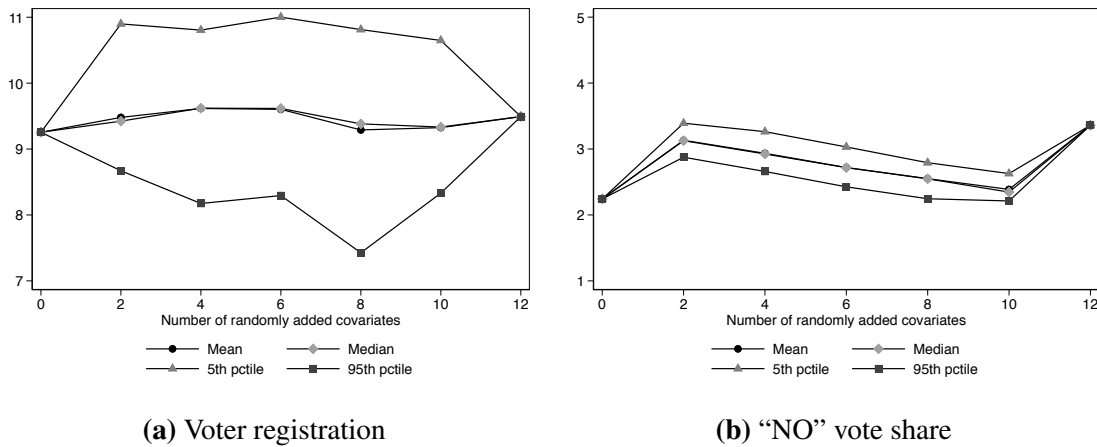 11
10
9
8
7
0 2 4 6 8 10 12
Number of randomly added covariates
Mean Median
5th pctile 95th pctile
(a) Voter registration
5
4
3
2
1
0 2 4 6 8 10 12
Number of randomly added covariates
Mean Median
5th pctile 95th pctile
(b) “NO” vote share